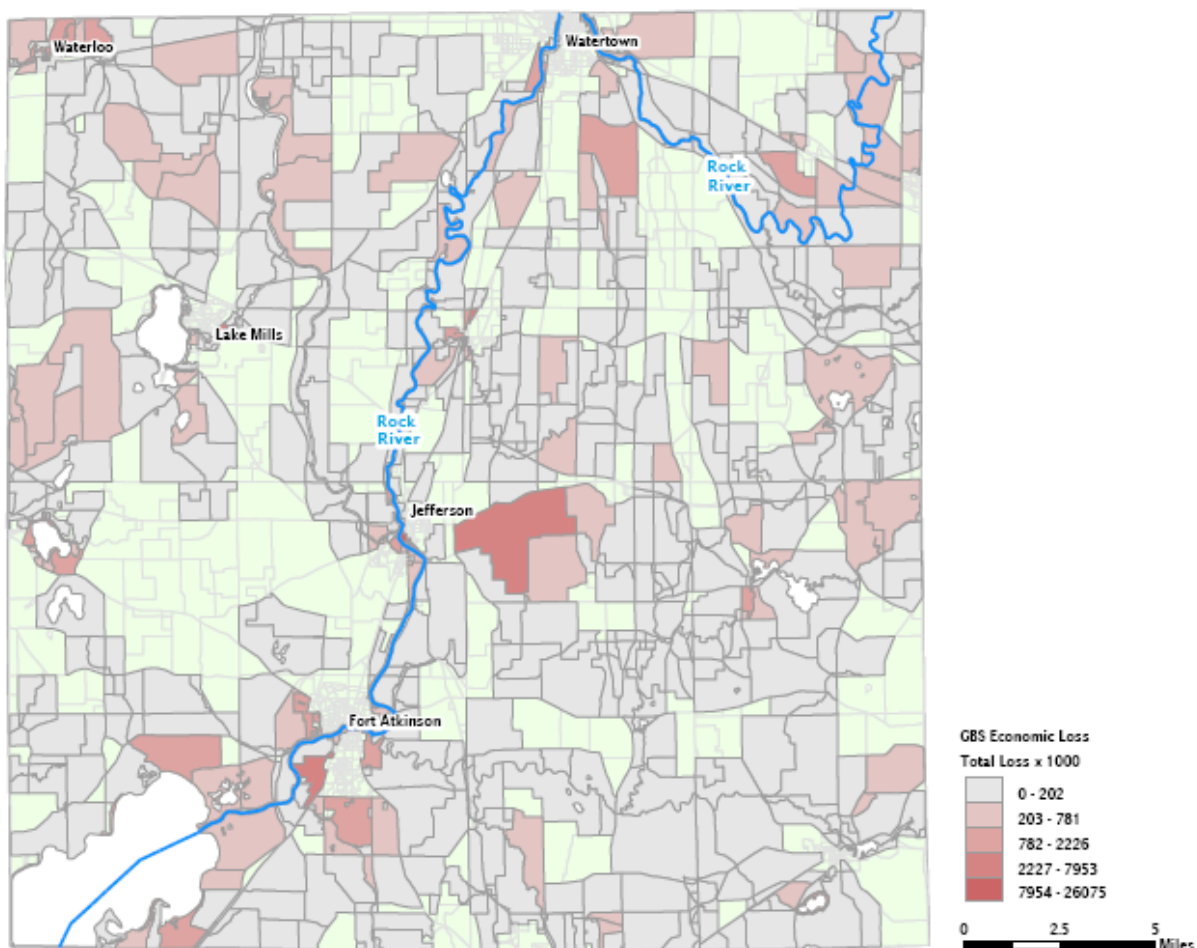 Waterloo
Watertown
Rock
River
Lake Mills
Rock
River
Jefferson
Fort Atkinson
GBS Economic Loss
Total Loss x 1000
0 - 202
203 - 781
782 - 2226
2227 - 7953
7954 - 26075
0 2.5 5
Miles